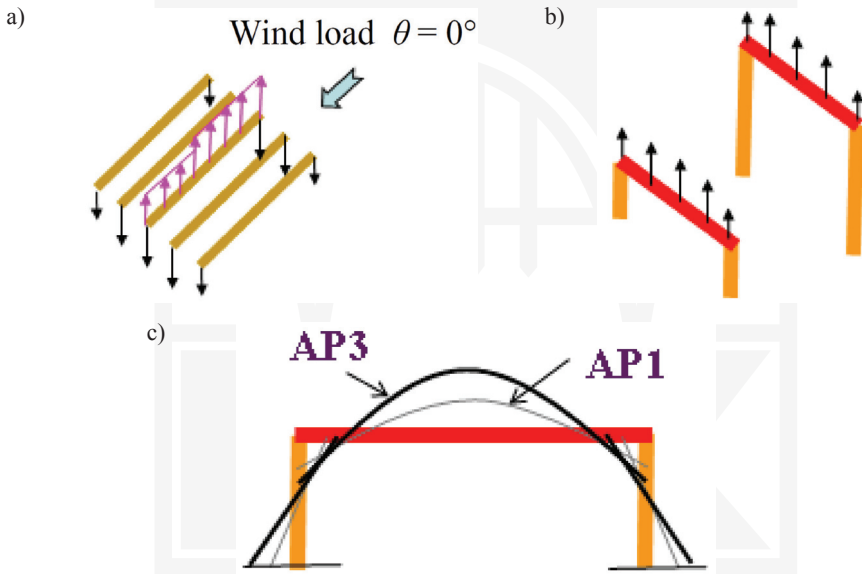 a)
Wind load θ = 0°
b)
c)
AP3
AP1